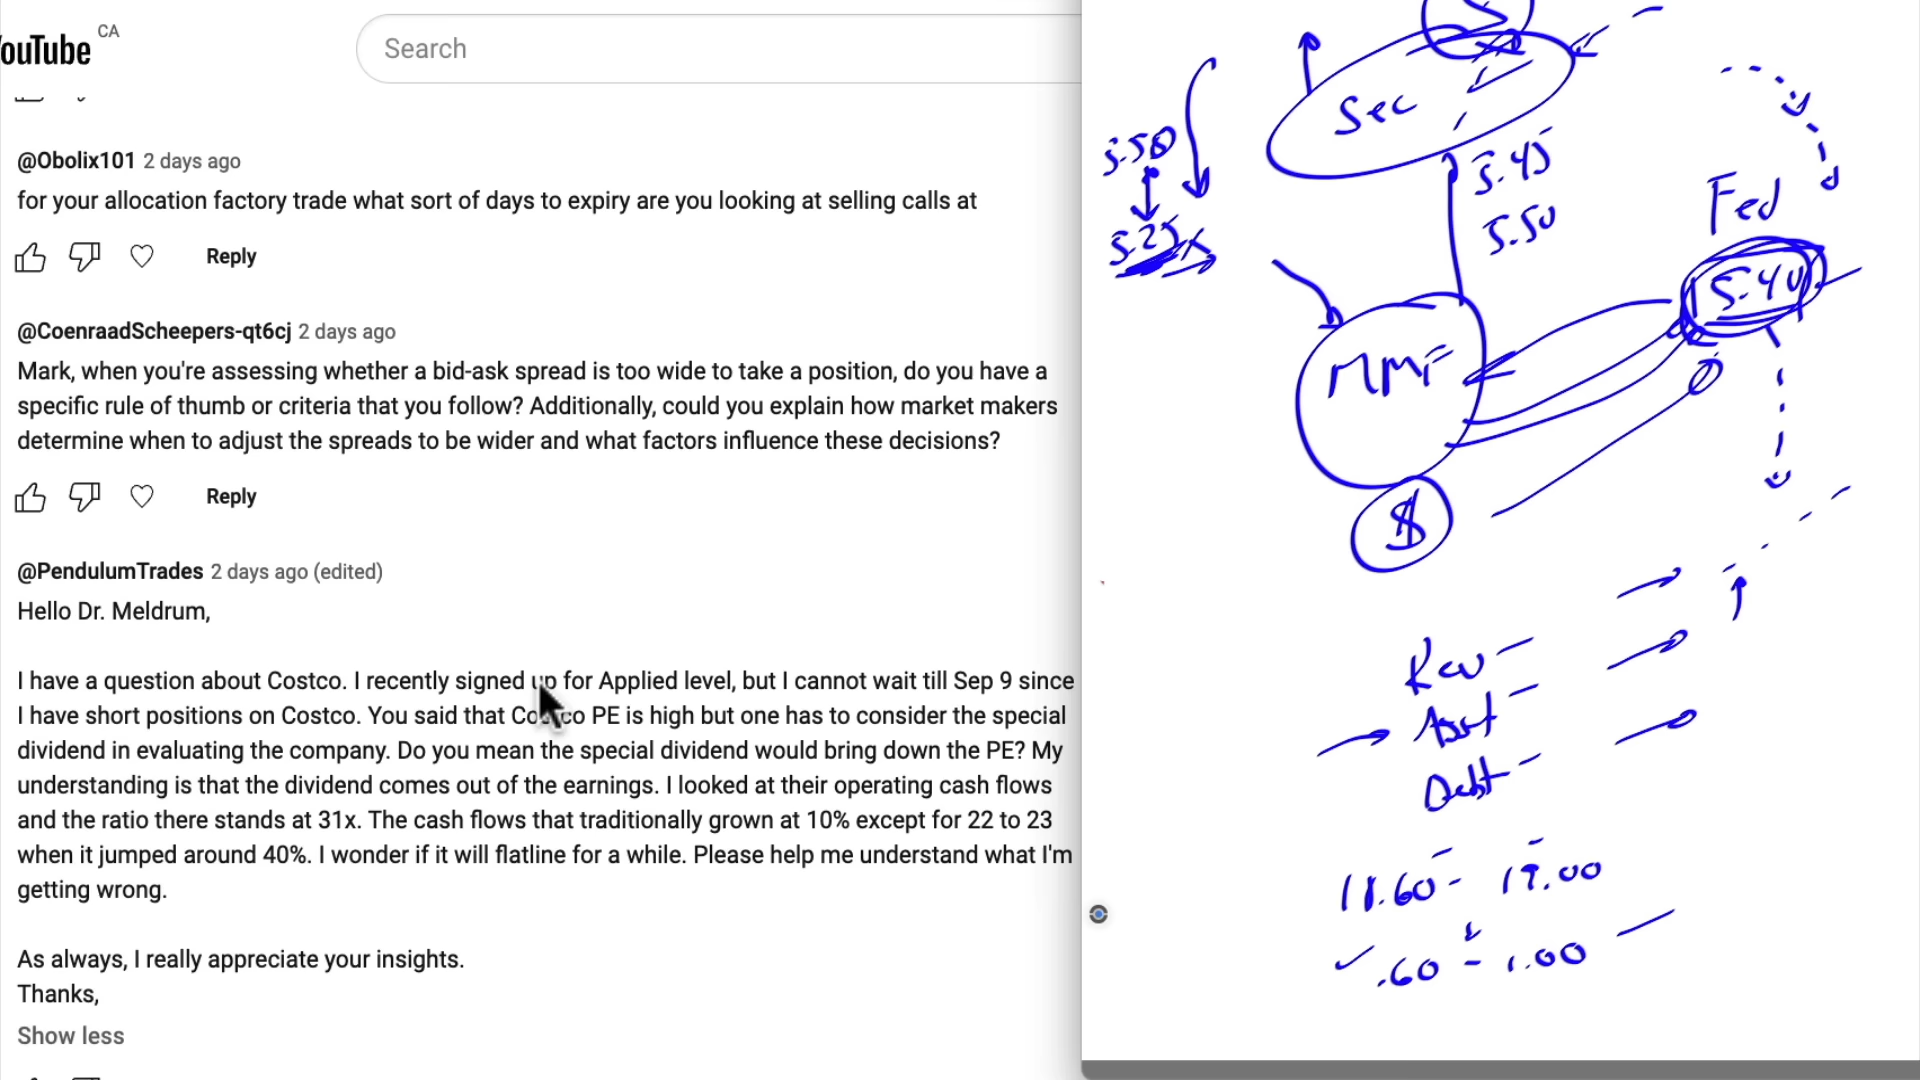 ouTube CA
Search
@Obolix101 2 days ago
for your allocation factory trade what sort of days to expiry are you looking at selling calls at
Reply
@CoenraadScheepers-qt6cj 2 days ago
Mark, when you're assessing whether a bid-ask spread is too wide to take a position, do you have a
specific rule of thumb or criteria that you follow? Additionally, could you explain how market makers
determine when to adjust the spreads to be wider and what factors influence these decisions?
Reply
@PendulumTrades 2 days ago (edited)
Hello Dr. Meldrum,
I have a question about Costco. I recently signed up for Applied level, but I cannot wait till Sep 9 since
I have short positions on Costco. You said that Costco PE is high but one has to consider the special
dividend in evaluating the company. Do you mean the special dividend would bring down the PE? My
understanding is that the dividend comes out of the earnings. I looked at their operating cash flows
and the ratio there stands at 31x. The cash flows that traditionally grown at 10% except for 22 to 23
when it jumped around 40%. I wonder if it will flatline for a while. Please help me understand what I'm
getting wrong.
As always, I really appreciate your insights.
Thanks,
Show less
Sec
5.50
5.25
5.45
5.50
Fed
5.40
MMF
$
Rev
Debt
.60 - 1.00